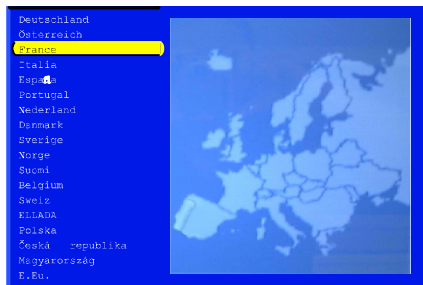 Deutschland
Österreich
France
Italia
España
Portugal
Nederland
Danmark
Sverige
Norge
Suomi
Belgium
Sweiz
ELLADA
Polska
Česká republika
Magyarország
E.Eu.